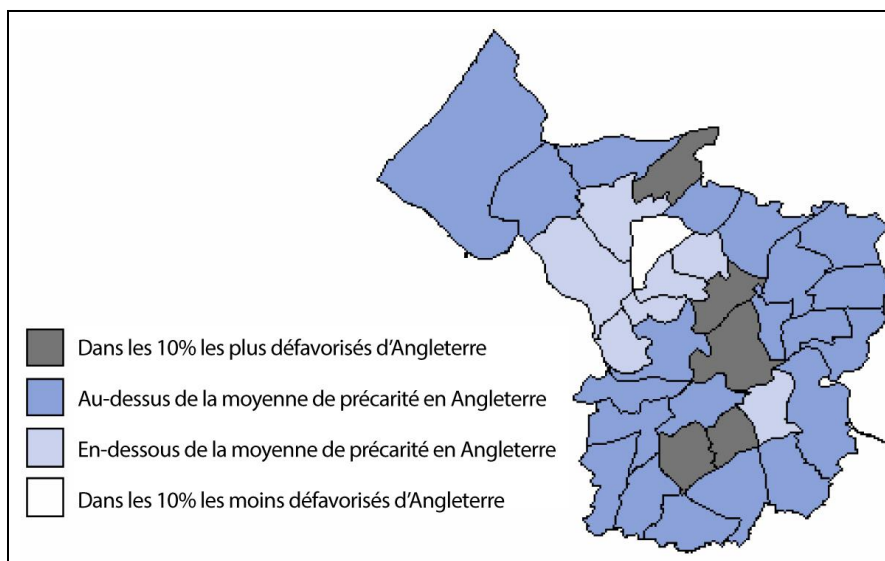 Dans les 10% les plus défavorisés d’Angleterre
Au-dessus de la moyenne de précarité en Angleterre
En-dessous de la moyenne de précarité en Angleterre
Dans les 10% les moins défavorisés d’Angleterre